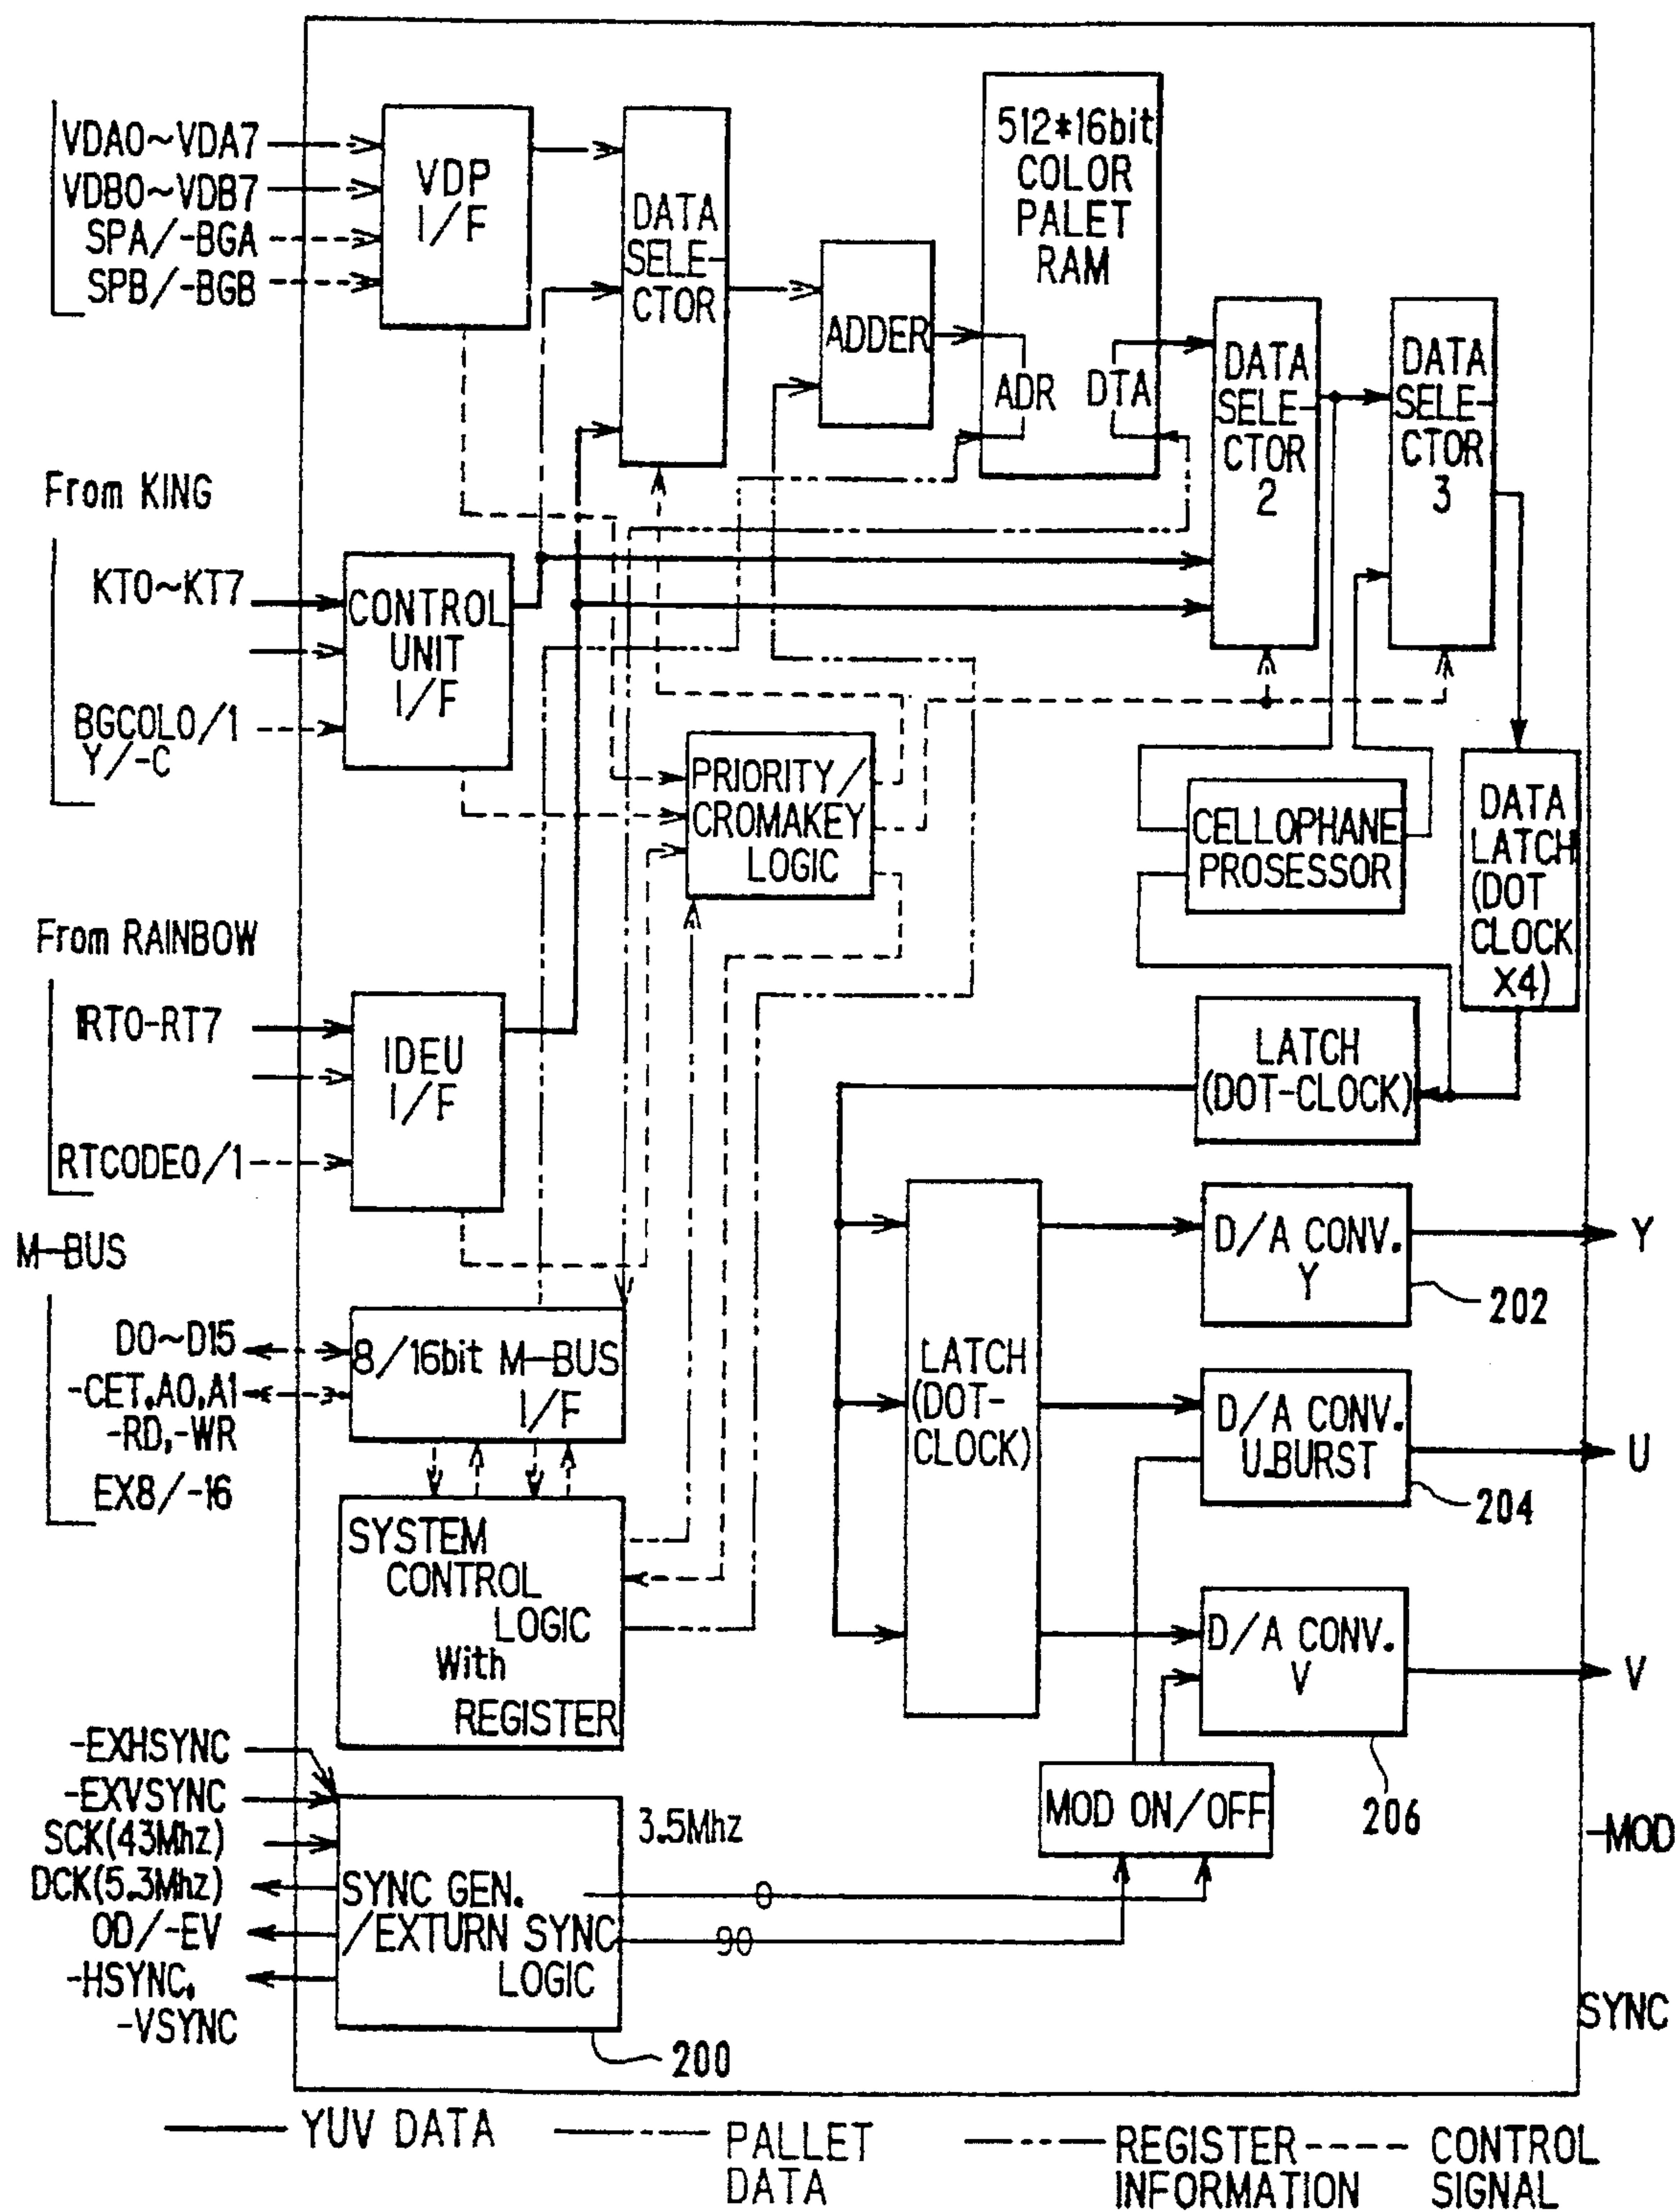 VDA0~VDA7
VDB0~VDB7
SPA/-BGA
SPB/-BGB
VDP
I/F
DATA
SELE-
CTOR
ADDER
512*16bit
COLOR
PALET
RAM
ADR
DTA
DATA
SELE-
CTOR
2
DATA
SELE-
CTOR
3
From KING
KT0~KT7
BGCOL0/1
Y/-C
CONTROL
UNIT
I/F
PRIORITY/
CROMAKEY
LOGIC
CELLOPHANE
PROSESSOR
DATA
LATCH
(DOT
CLOCK
X4)
From RAINBOW
RT0-RT7
RTCODE0/1
IDEU
I/F
LATCH
(DOT-CLOCK)
M-BUS
D0~D15
-CET.A0,A1
-RD,-WR
EX8/-16
8/16bit M-BUS
I/F
LATCH
(DOT-
CLOCK)
D/A CONV.
Y
Y
202
D/A CONV.
U.BURST
U
204
D/A CONV.
V
V
206
SYSTEM
CONTROL
LOGIC
With
REGISTER
MOD ON/OFF
-MOD
-EXHSYNC
-EXVSYNC
SCK(43Mhz)
DCK(5.3Mhz)
OD/-EV
-HSYNC,
-VSYNC
SYNC GEN.
/EXTURN SYNC
LOGIC
3.5Mhz
0
90
200
SYNC
YUV DATA
PALLET
DATA
REGISTER
INFORMATION
CONTROL
SIGNAL